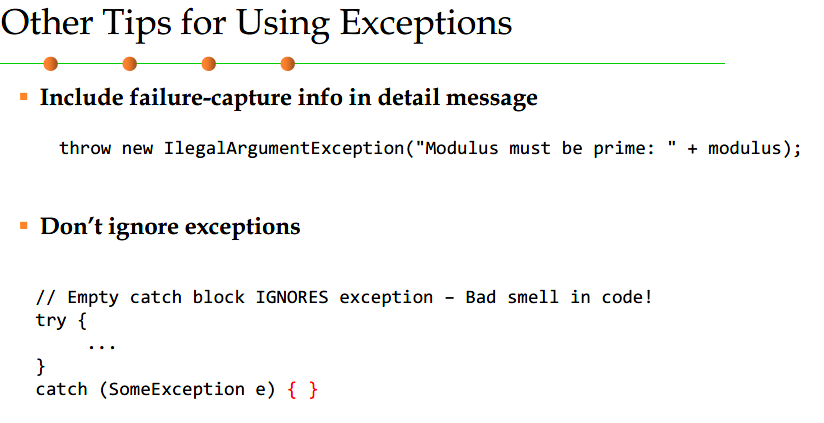 Other Tips for Using Exceptions
Include failure-capture info in detail message
throw new IlegalArgumentException("Modulus must be prime: " + modulus);
Don’t ignore exceptions
// Empty catch block IGNORES exception – Bad smell in code!
try {
...
}
catch (SomeException e) { }